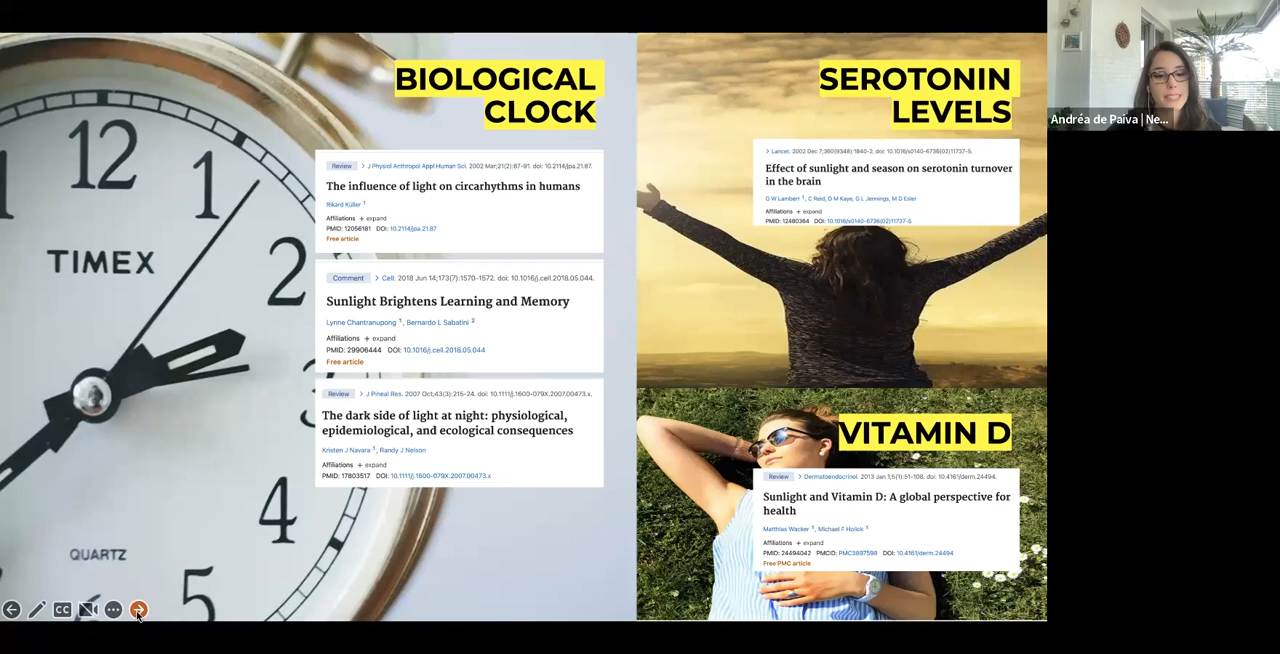 BIOLOGICAL
CLOCK
Review > J Physiol Anthropol Appl Human Sci. 2002 Mar;21(2):87-91. doi: 10.2114/jpa.21.87.
The influence of light on circarhythms in humans
Rikard Küller 1
Affiliations + expand
PMID: 12056181 DOI: 10.2114/jpa.21.87
Free article
Comment > Cell. 2018 Jun 14;173(7):1570-1572. doi: 10.1016/j.cell.2018.05.044.
Sunlight Brightens Learning and Memory
Lynne Chantranupong 1, Bernardo L Sabatini 2
Affiliations + expand
PMID: 29906444 DOI: 10.1016/j.cell.2018.05.044
Free article
Review > J Pineal Res. 2007 Oct;43(3):215-24. doi: 10.1111/j.1600-079X.2007.00473.x.
The dark side of light at night: physiological,
epidemiological, and ecological consequences
Kristen J Navara 1, Randy J Nelson
Affiliations + expand
PMID: 17803517 DOI: 10.1111/j.1600-079X.2007.00473.x
12
1
1
TIMEX
2
3
4
QUARTZ
5
CC
SEROTONIN
LEVELS
> Lancet. 2002 Dec 7;360(9348):1840-2. doi: 10.1016/s0140-6736(02)11737-5.
Effect of sunlight and season on serotonin turnover
in the brain
G W Lambert 1, C Reid, D M Kaye, G L Jennings, M D Esler
Affiliations + expand
PMID: 12480364 DOI: 10.1016/s0140-6736(02)11737-5
VITAMIN D
Review > Dermatoendocrinol. 2013 Jan 1;5(1):51-108. doi: 10.4161/derm.24494.
Sunlight and Vitamin D: A global perspective for
health
Matthias Wacker 1, Michael F Holick 1
Affiliations + expand
PMID: 24494042 PMCID: PMC3897598 DOI: 10.4161/derm.24494
Free PMC article
Andréa de Paiva | Ne...